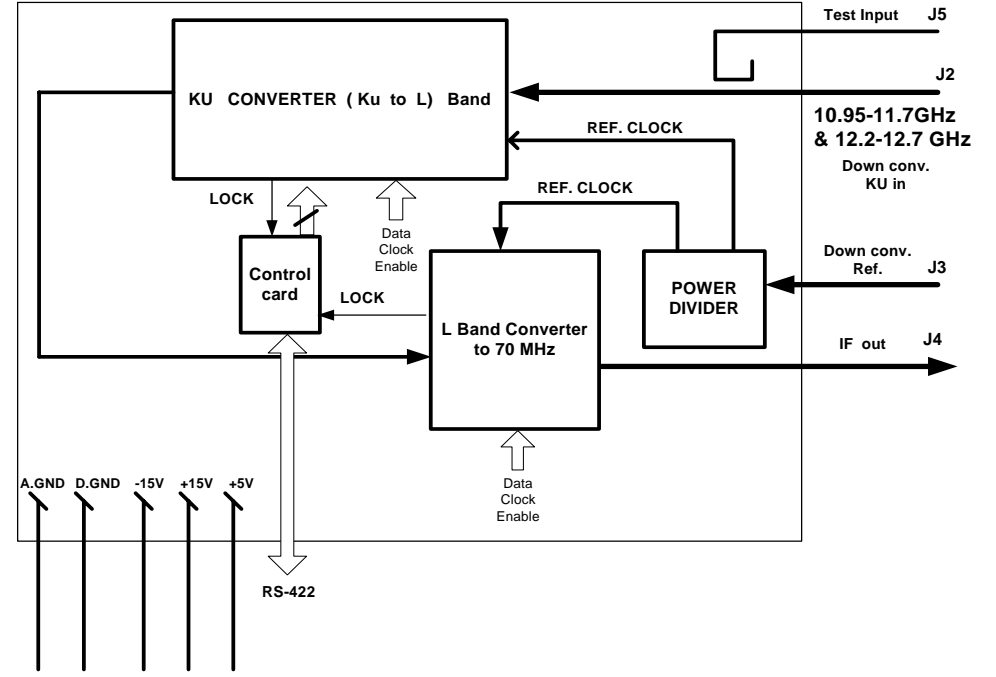 Test Input J5
J2
KU CONVERTER ( Ku to L) Band
10.95-11.7GHz
& 12.2-12.7 GHz
Down conv.
KU in
REF. CLOCK
REF. CLOCK
LOCK
Data
Clock
Enable
Control
card
LOCK
L Band Converter
to 70 MHz
POWER
DIVIDER
Down conv.
Ref.
J3
IF out J4
Data
Clock
Enable
A.GND D.GND -15V +15V +5V
RS-422